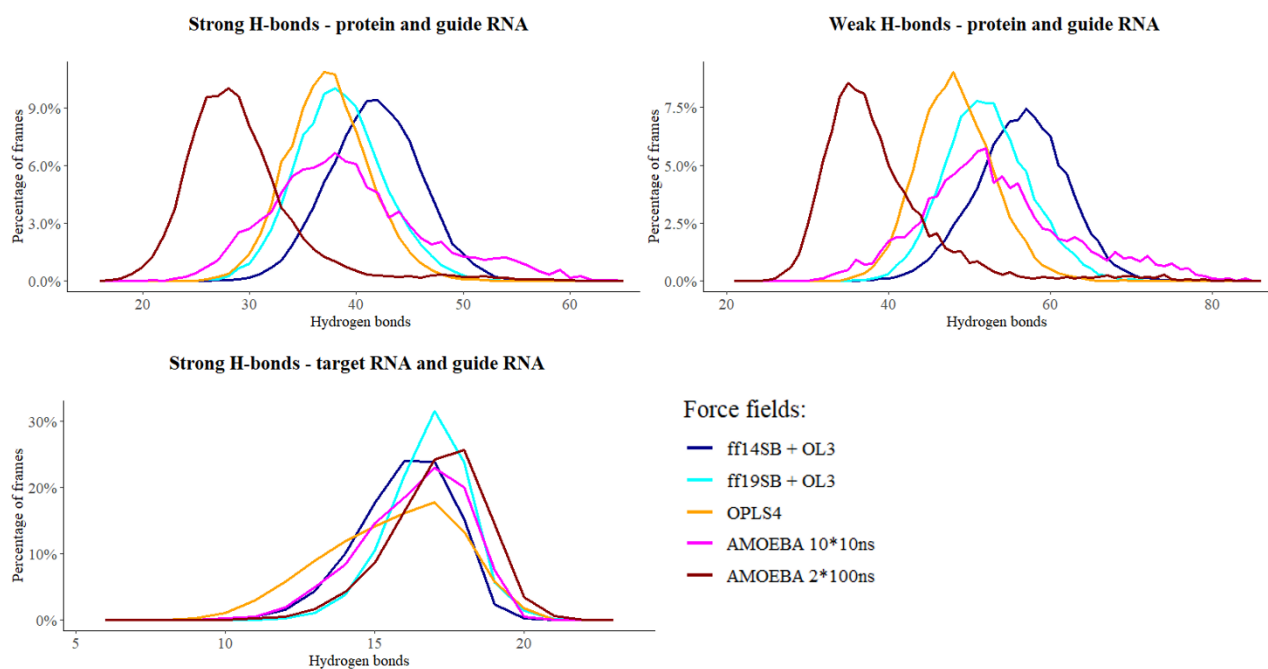 Strong H-bonds - protein and guide RNA
Percentage of frames
9.0%
6.0%
3.0%
0.0%
20
30
40
50
60
Hydrogen bonds
Weak H-bonds - protein and guide RNA
Percentage of frames
7.5%
5.0%
2.5%
0.0%
20
40
60
80
Hydrogen bonds
Strong H-bonds - target RNA and guide RNA
Percentage of frames
30%
20%
10%
0%
5
10
15
20
Hydrogen bonds
Force fields:
ff14SB + OL3
ff19SB + OL3
OPLS4
AMOEBA 10*10ns
AMOEBA 2*100ns